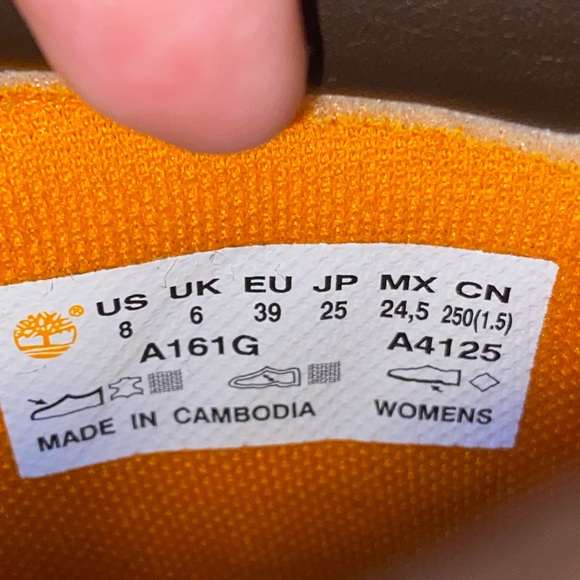 ® US UK EU JP MX CN
8 6 39 25 24,5 250(1.5)
A161G A4125
MADE IN CAMBODIA WOMENS